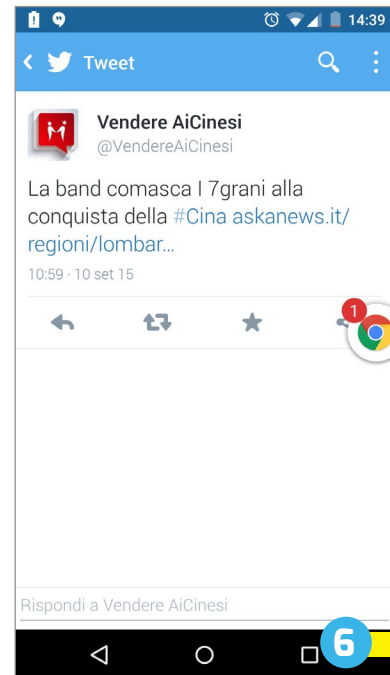 14:39
Tweet
Vendere AiCinesi
@VendereAiCinesi
La band comasca I 7grani alla
conquista della #Cina askanews.it/
regioni/lombar...
10:59 · 10 set 15
1
Rispondi a Vendere AiCinesi
6